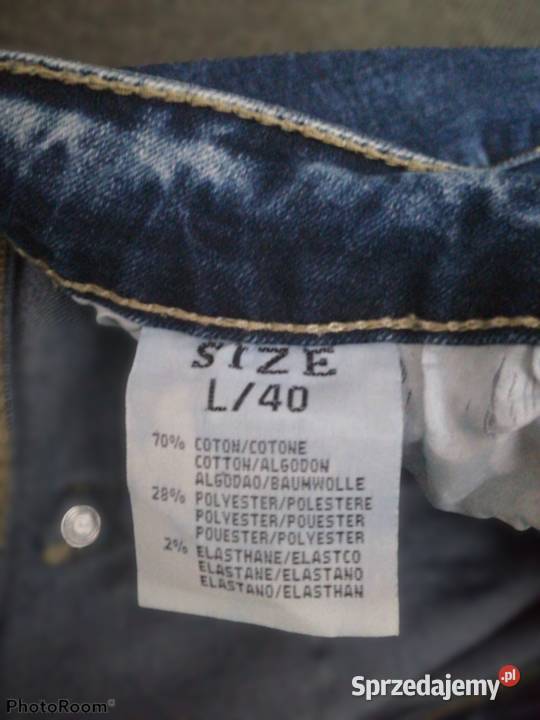 SIZE
L/40
70% COTON/COTONE
COTTON/ALGODON
ALGODAO/BAUMWOLLE
28% POLYESTER/POLESTERE
POLYESTER/POUESTER
POUESTER/POLYESTER
2% ELASTHANE/ELASTCO
ELASTANE/ELASTANO
ELASTANO/ELASTHAN
PhotoRoom
Sprzedajemy.pl